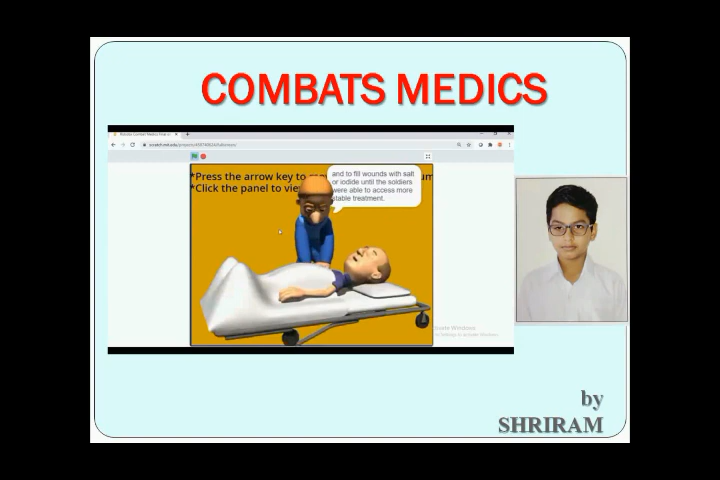 COMBATS MEDICS
*Press the arrow key to
*Click the panel to vie
and to fill wounds with salt
or iodide until the soldiers
were able to access more
stable treatment.
by
SHRIRAM